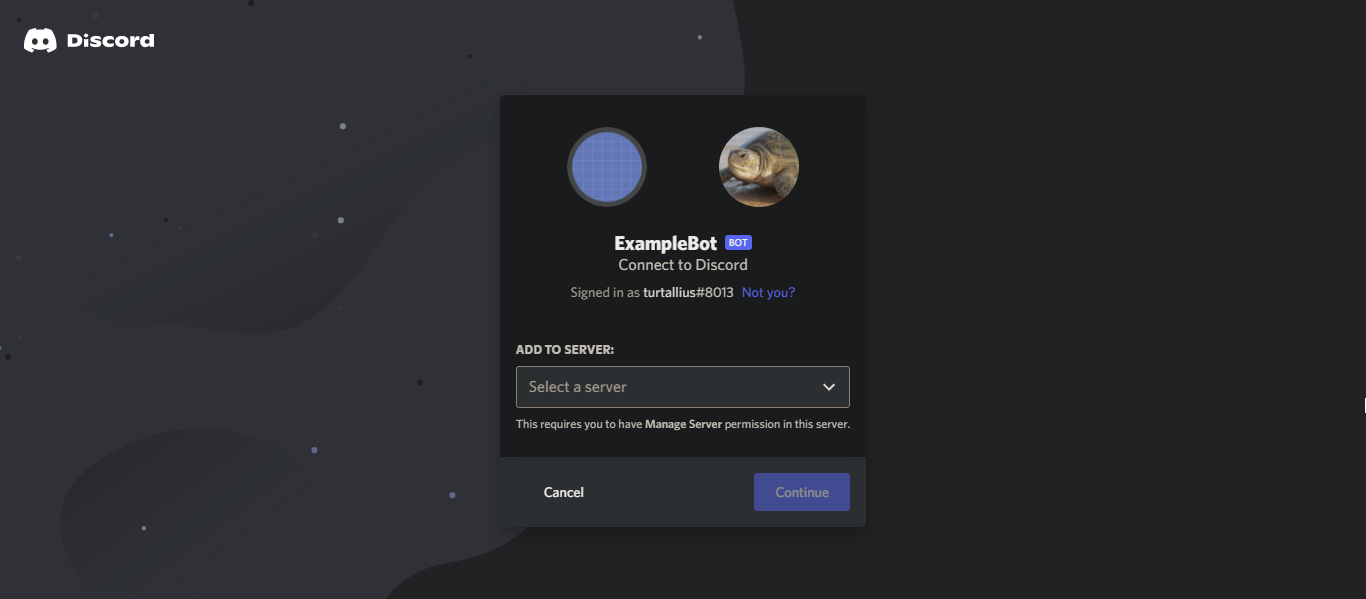 Discord
ExampleBot BOT
Connect to Discord
Signed in as turtallius#8013 Not you?
ADD TO SERVER:
Select a server
This requires you to have Manage Server permission in this server.
Cancel Continue